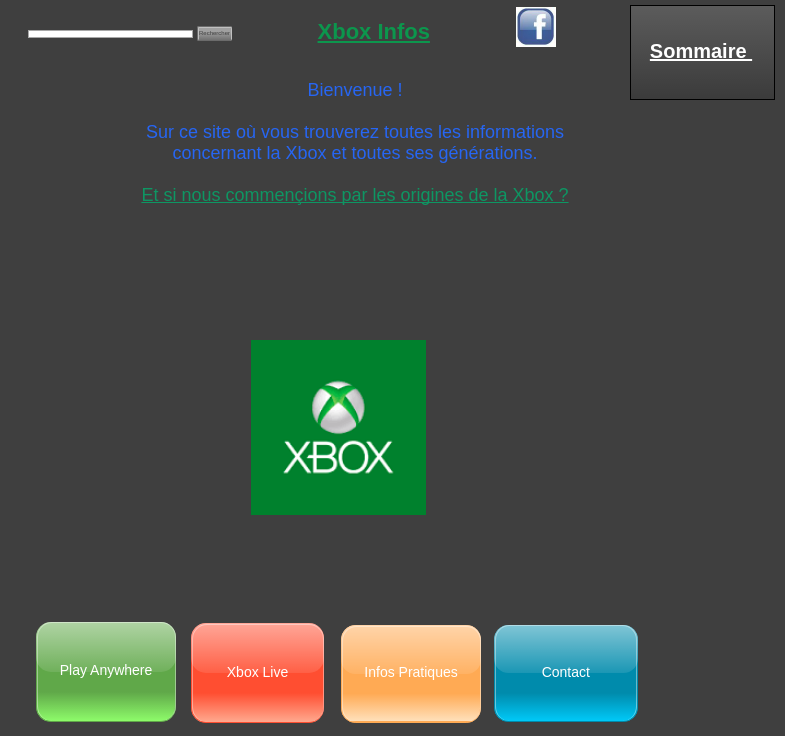 Rechercher
Xbox Infos
f
Sommaire
Bienvenue !
Sur ce site où vous trouverez toutes les informations
concernant la Xbox et toutes ses générations.
Et si nous commençions par les origines de la Xbox ?
XBOX
Play Anywhere
Xbox Live
Infos Pratiques
Contact